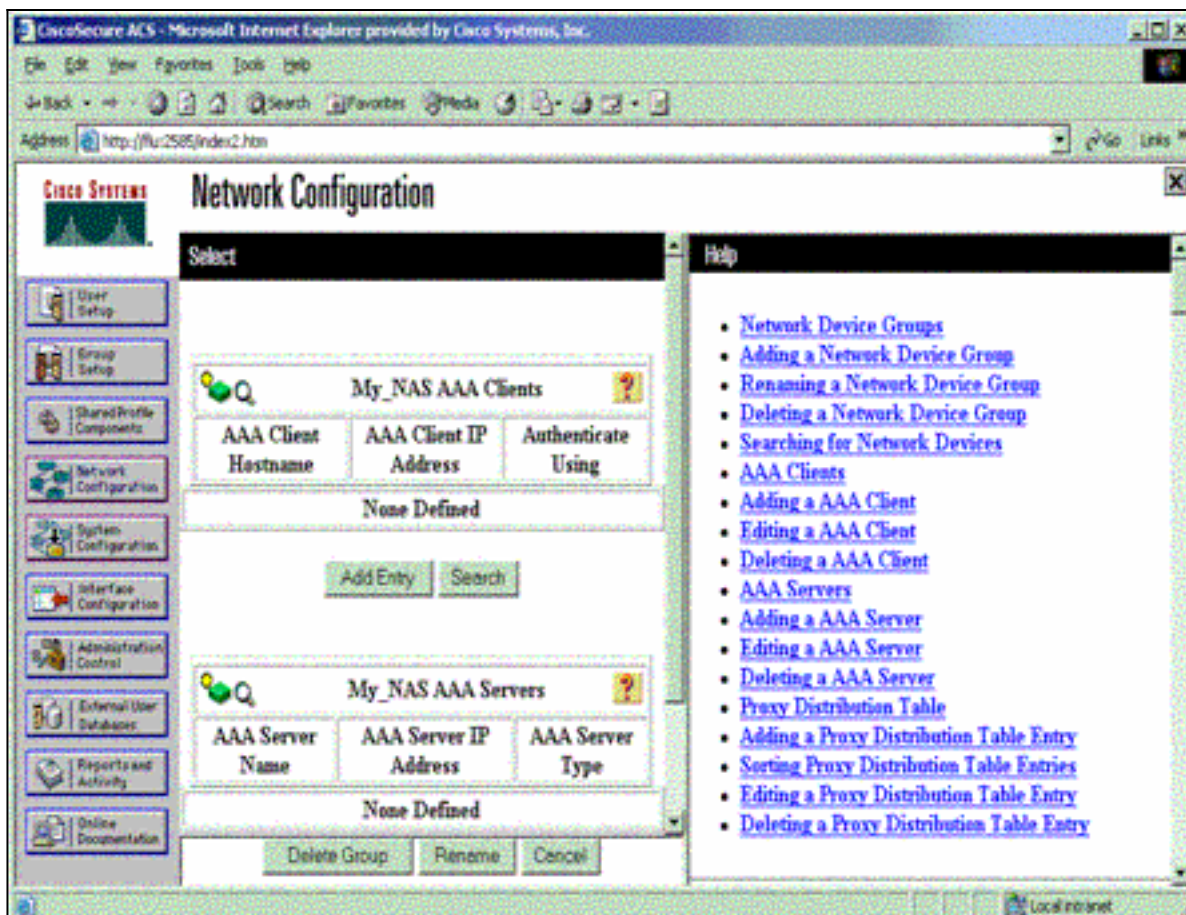 CiscoSecure ACS - Microsoft Internet Explorer provided by Cisco Systems, Inc.
File Edit View Favorites Tools Help
Back Search Favorites Media
Address http://flu:2585/index2.htm Go Links
CISCO SYSTEMS
Network Configuration
User Setup
Group Setup
Shared Profile Components
Network Configuration
System Configuration
Interface Configuration
Administration Control
External User Databases
Reports and Activity
Online Documentation
Select
My_NAS AAA Clients
AAA Client Hostname
AAA Client IP Address
Authenticate Using
None Defined
Add Entry Search
My_NAS AAA Servers
AAA Server Name
AAA Server IP Address
AAA Server Type
None Defined
Delete Group Rename Cancel
Help
Network Device Groups
Adding a Network Device Group
Renaming a Network Device Group
Deleting a Network Device Group
Searching for Network Devices
AAA Clients
Adding a AAA Client
Editing a AAA Client
Deleting a AAA Client
AAA Servers
Adding a AAA Server
Editing a AAA Server
Deleting a AAA Server
Proxy Distribution Table
Adding a Proxy Distribution Table Entry
Sorting Proxy Distribution Table Entries
Editing a Proxy Distribution Table Entry
Deleting a Proxy Distribution Table Entry
Local intranet